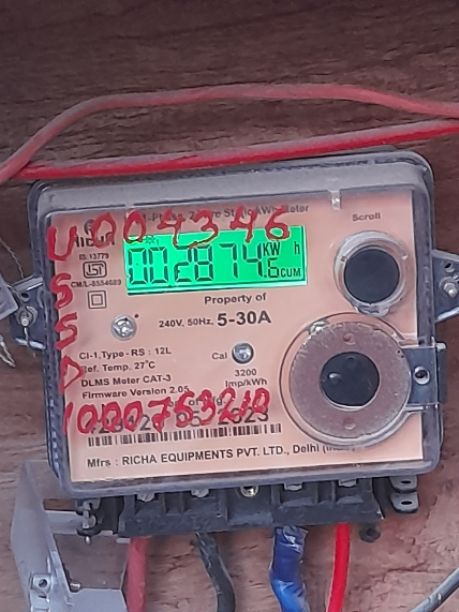 U004346
Scroll
IS:13779
002874.6 KW h CUM
CM/L-8554689
Property of
S
240V, 50Hz, 5-30A
S
Cl-1,Type - RS : 12L
Cal
D
Ref. Temp. 27°C
3200
DLMS Meter CAT-3
Imp/kWh
Firmware Version 2.05
Mfrs : RICHA EQUIPMENTS PVT. LTD., Delhi